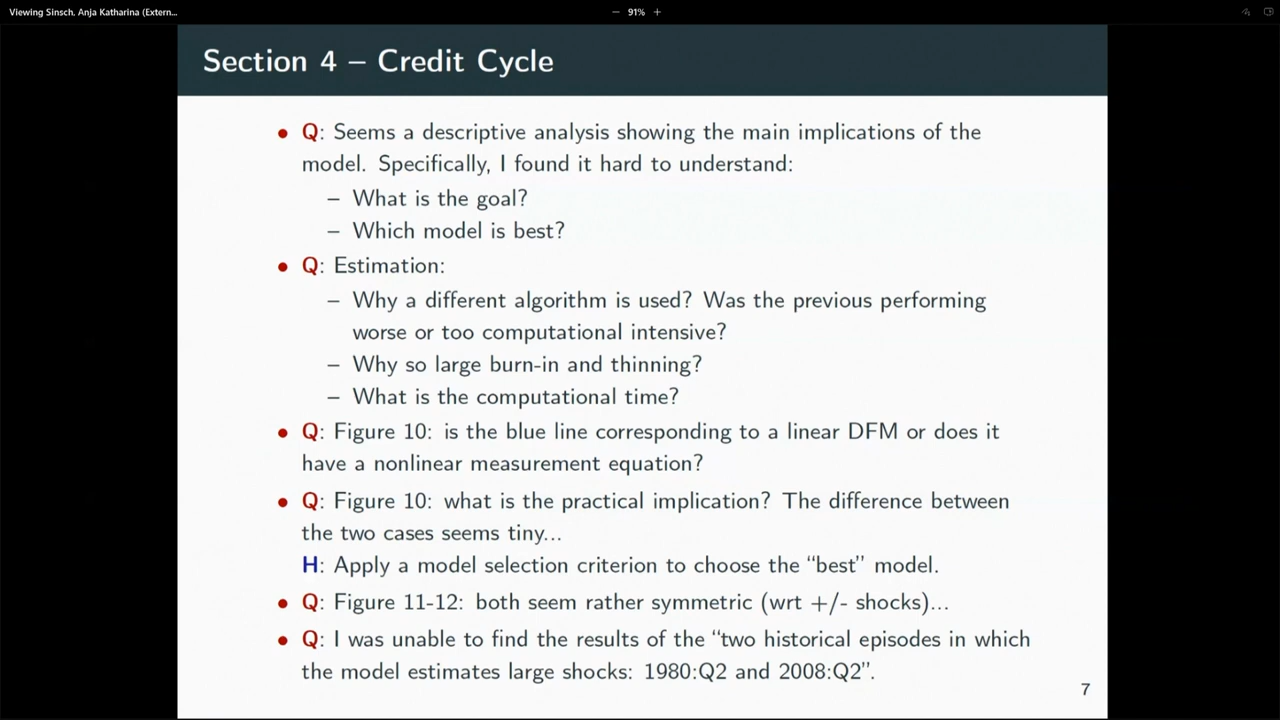 Viewing Sinsch, Anja Katharina (Extern...
− 91% +
Section 4 – Credit Cycle
• Q: Seems a descriptive analysis showing the main implications of the
model. Specifically, I found it hard to understand:
– What is the goal?
– Which model is best?
• Q: Estimation:
– Why a different algorithm is used? Was the previous performing
worse or too computational intensive?
– Why so large burn-in and thinning?
– What is the computational time?
• Q: Figure 10: is the blue line corresponding to a linear DFM or does it
have a nonlinear measurement equation?
• Q: Figure 10: what is the practical implication? The difference between
the two cases seems tiny...
H: Apply a model selection criterion to choose the “best” model.
• Q: Figure 11-12: both seem rather symmetric (wrt +/- shocks)...
• Q: I was unable to find the results of the “two historical episodes in which
the model estimates large shocks: 1980:Q2 and 2008:Q2”.
7